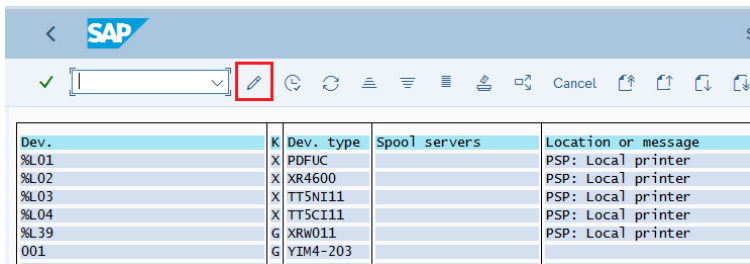 SAP
S
Cancel
Dev. K Dev. type Spool servers Location or message
%L01 X PDFUC PSP: Local printer
%L02 X XR4600 PSP: Local printer
%L03 X TT5NI11 PSP: Local printer
%L04 X TT5CI11 PSP: Local printer
%L39 G XRW011 PSP: Local printer
001 G YIM4-203